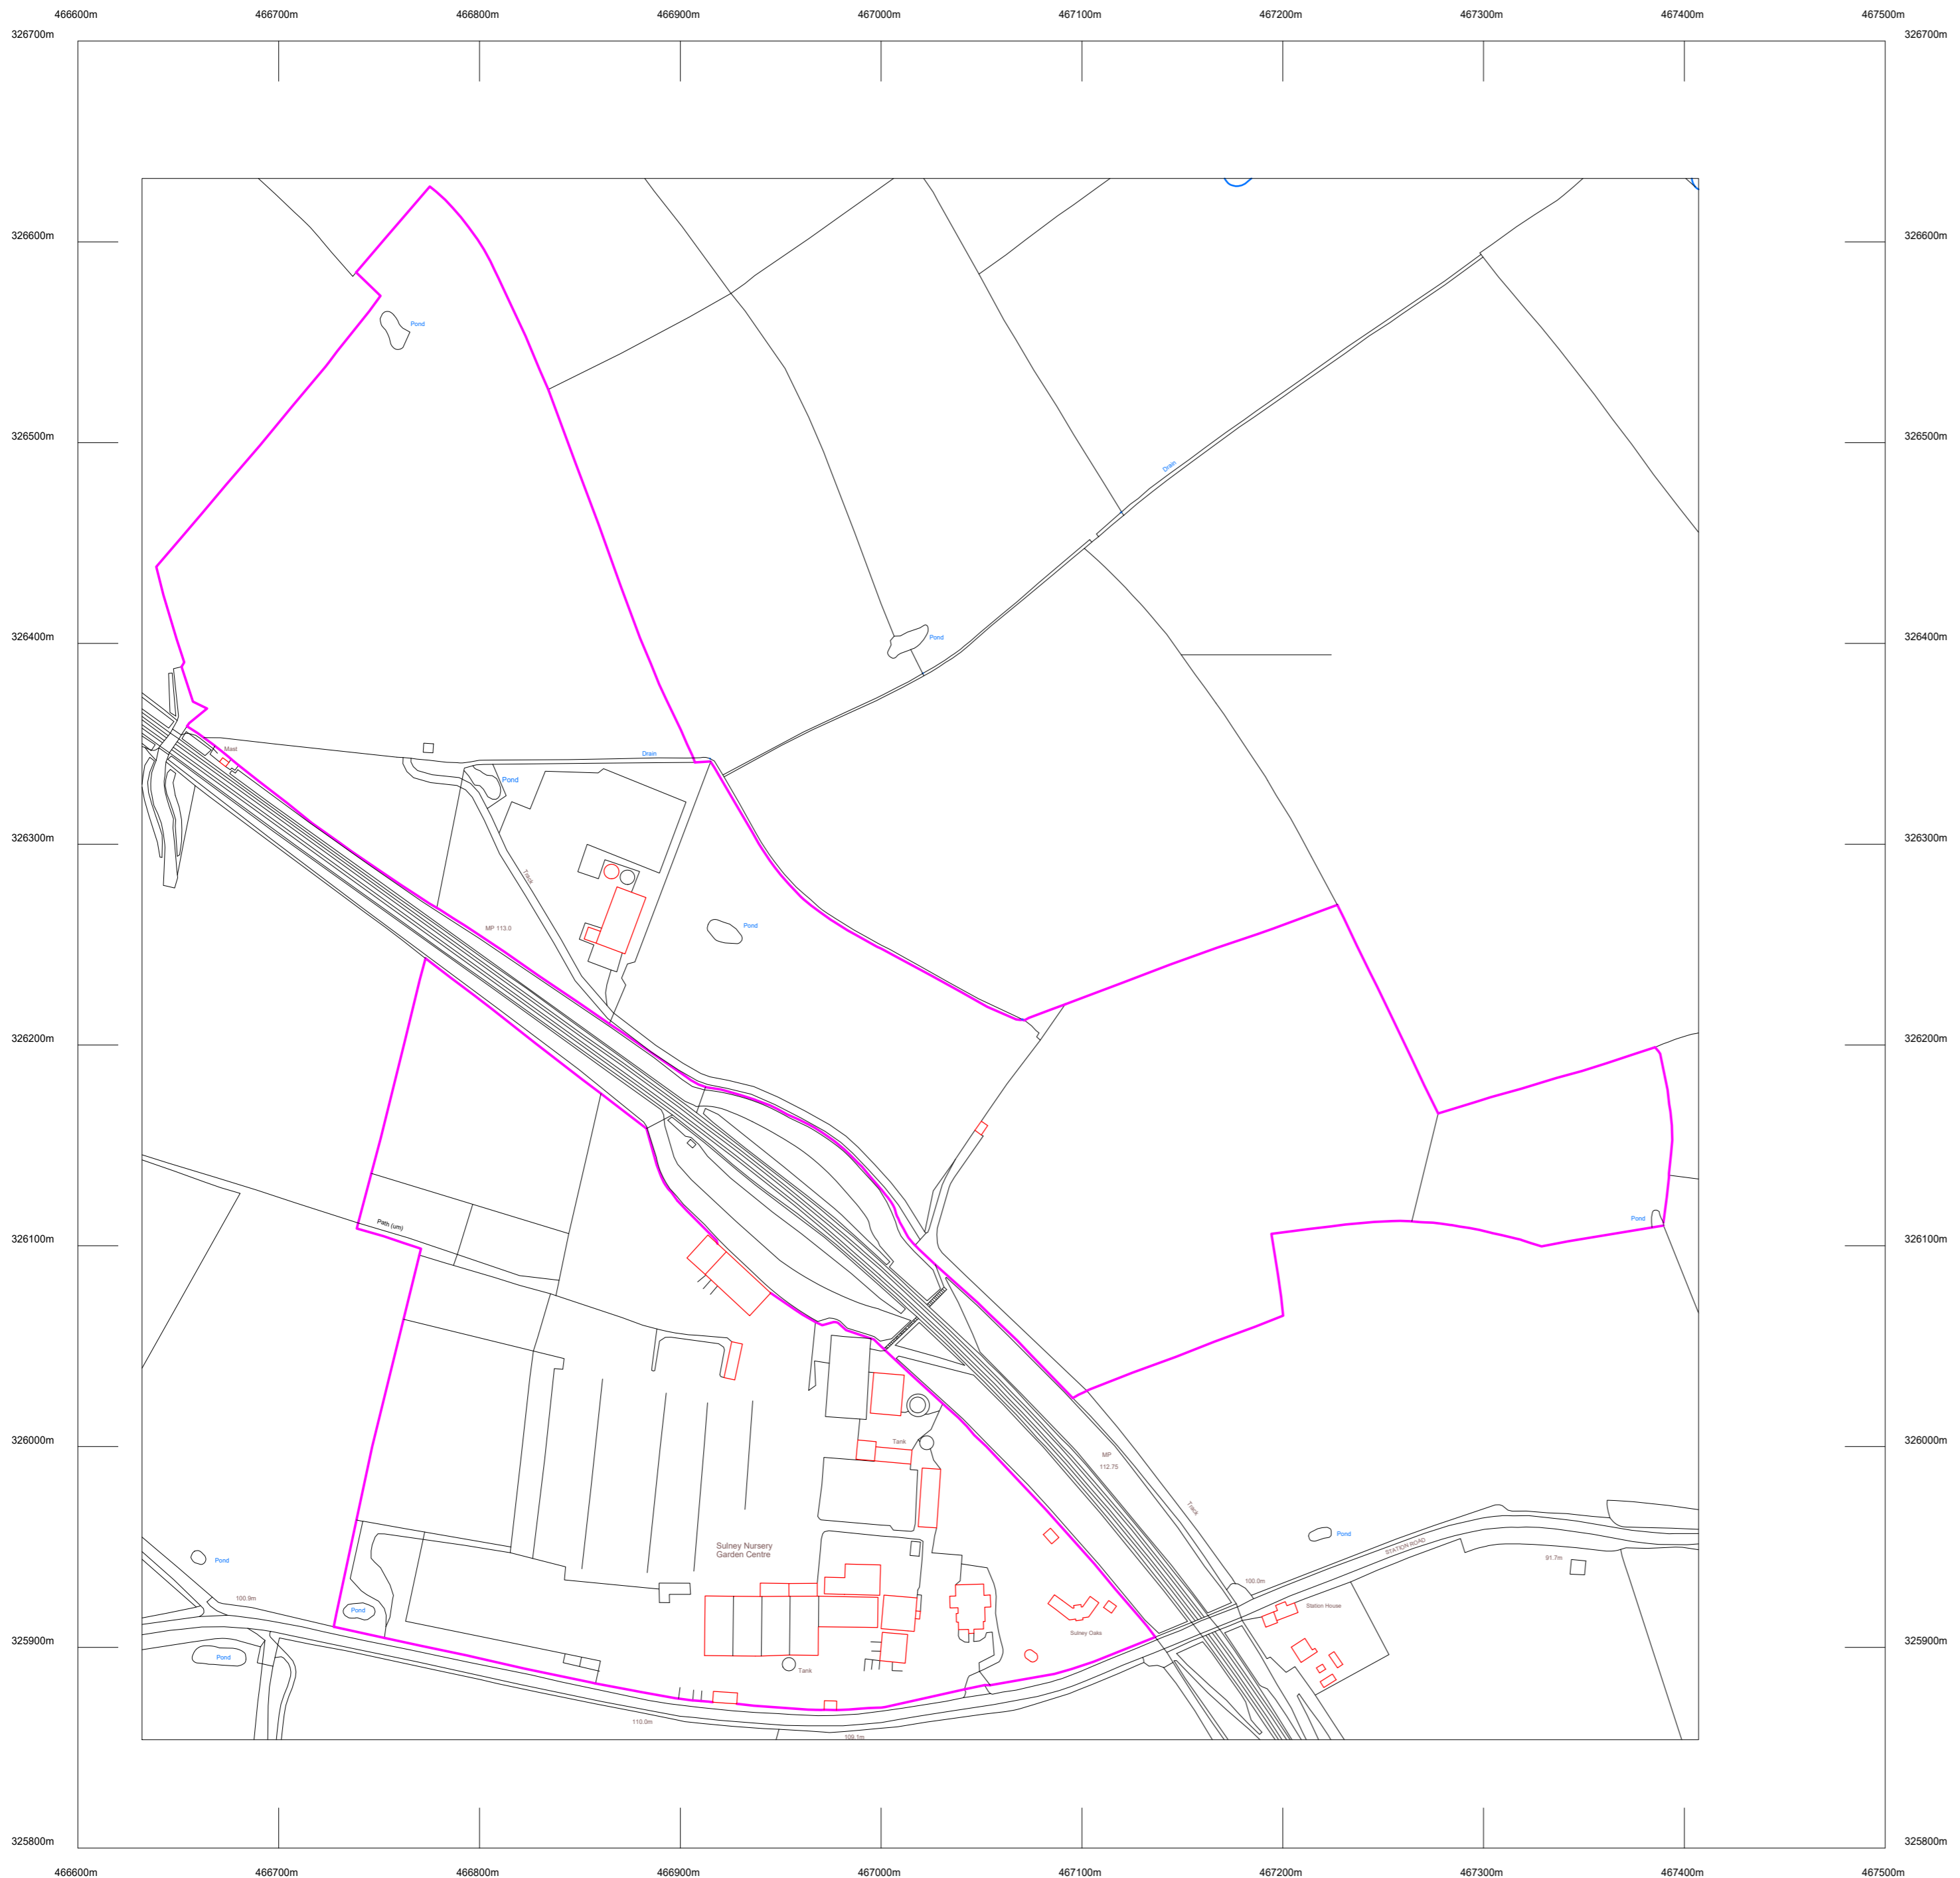 466600m 466700m 466800m 466900m 467000m 467100m 467200m 467300m 467400m 467500m
326700m 326700m
326600m 326600m
Pond
326500m 326500m
Drain
326400m 326400m
Pond
Mast
Drain
Pond
326300m 326300m
Track
Pond
MP 113.0
326200m 326200m
Pond
Path (um)
326100m 326100m
Tank
326000m 326000m
MP
112.75
Track
Pond
Sulney Nursery
Garden Centre
STATION ROAD
91.7m
Pond
100.0m
100.9m
Pond
Station House
Sulney Oaks
325900m 325900m
Pond
Tank
110.0m
109.1m
325800m 325800m
466600m 466700m 466800m 466900m 467000m 467100m 467200m 467300m 467400m 467500m